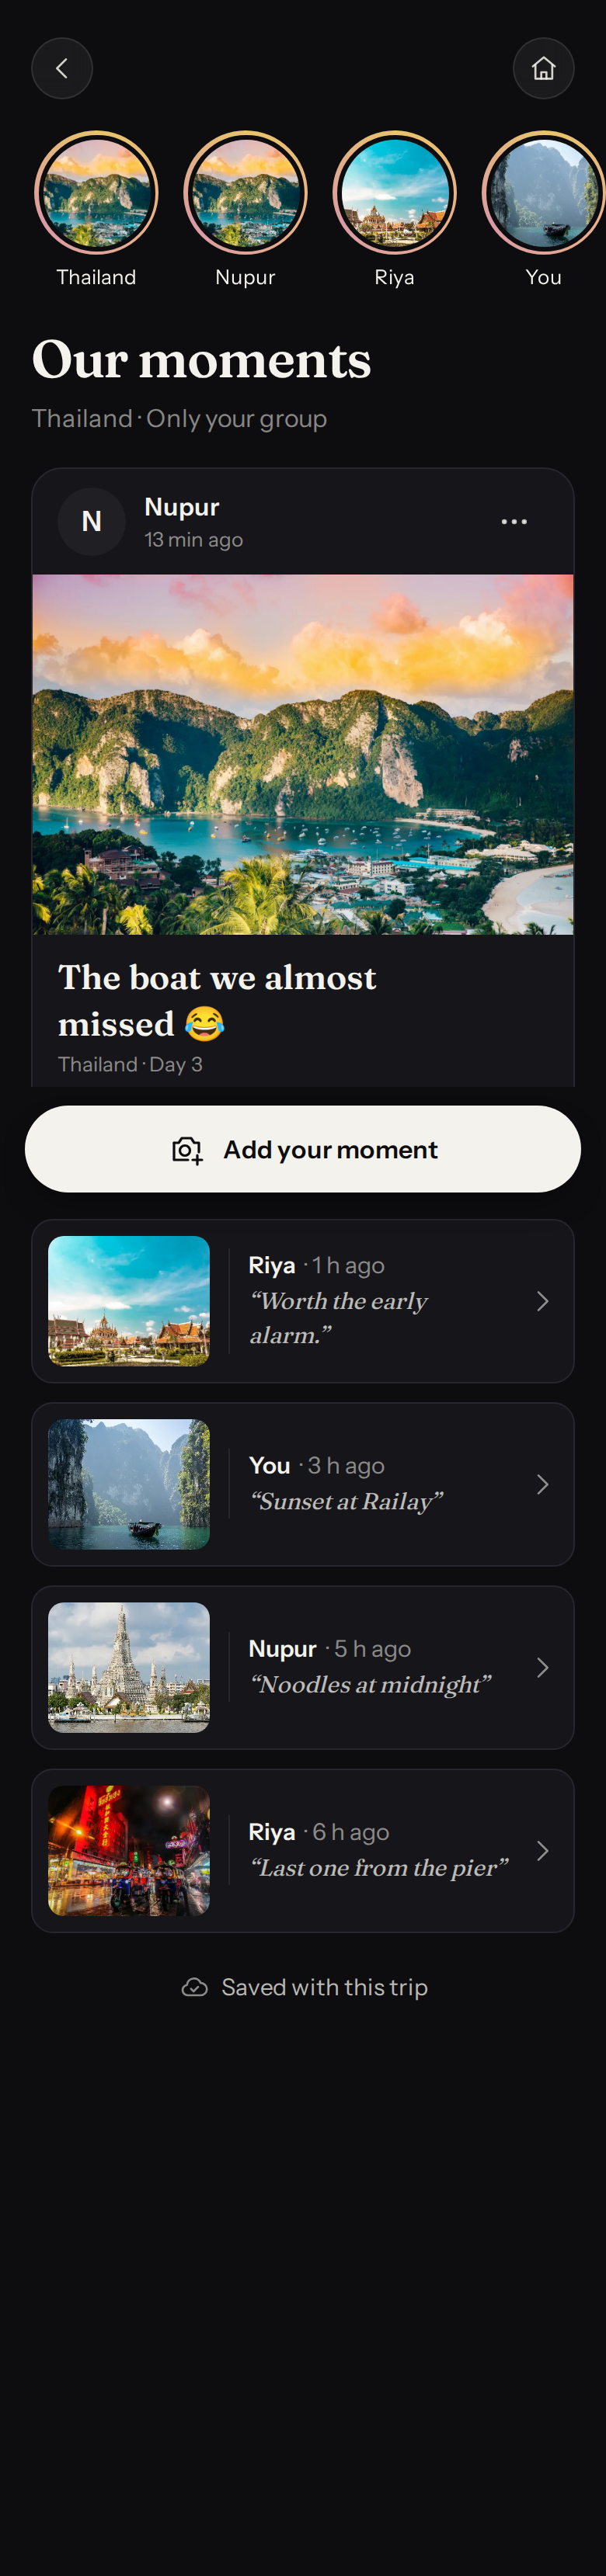 Thailand
Nupur
Riya
You
Our moments
Thailand · Only your group
N
Nupur
13 min ago
The boat we almost
missed 😂
Thailand · Day 3
Add your moment
Riya · 1 h ago
“Worth the early
alarm.”
You · 3 h ago
“Sunset at Railay”
Nupur · 5 h ago
“Noodles at midnight”
Riya · 6 h ago
“Last one from the pier”
Saved with this trip